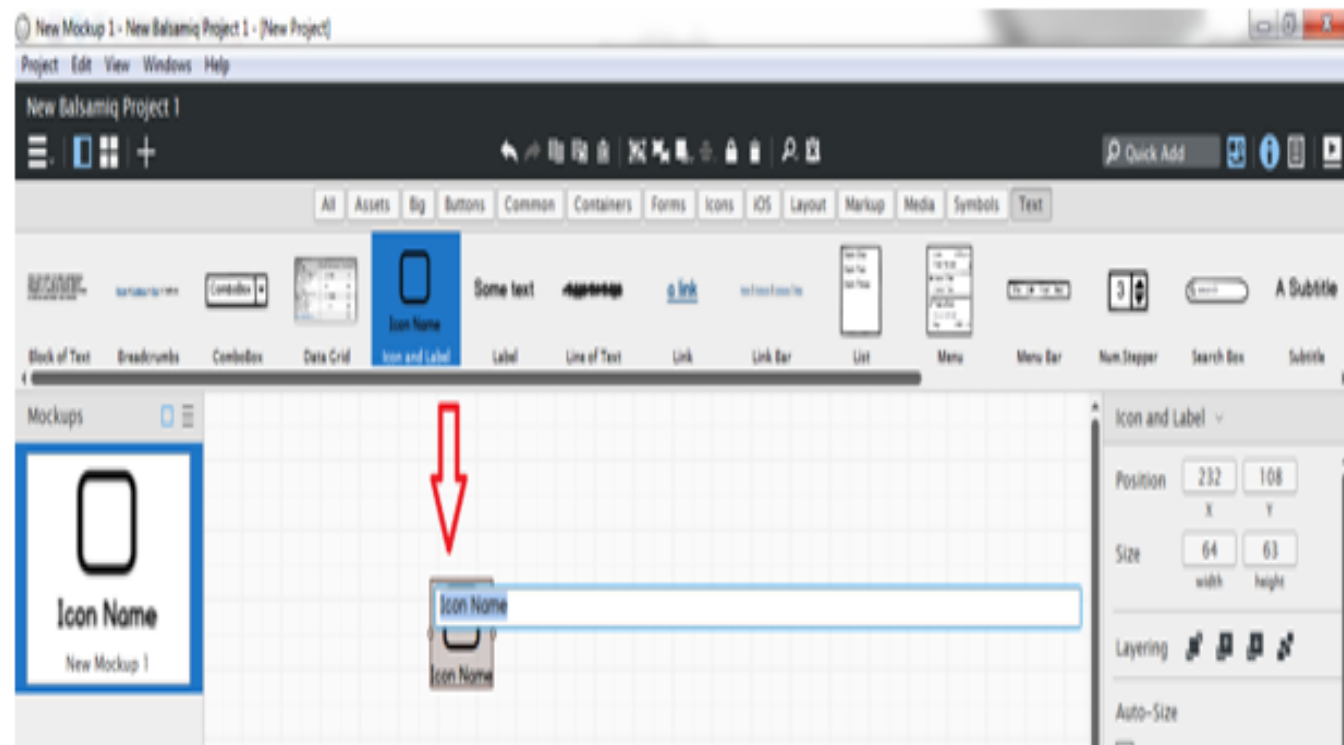 New Mockup 1 - New Balsamiq Project 1 - [New Project]
Project Edit View Windows Help
New Balsamiq Project 1
Quick Add
All Assets Big Buttons Common Containers Forms Icons iOS Layout Markup Media Symbols Text
ComboBox Icon Name Some text a link 3 search A Subtitle
Block of Text Breadcrumbs ComboBox Data Grid Icon and Label Label Line of Text Link Link Bar List Menu Menu Bar Num.Stepper Search Box Subtitle
Mockups
Icon Name
New Mockup 1
Icon Name
Icon Name
Icon and Label
Position 232 108
X Y
Size 64 63
width height
Layering
Auto-Size